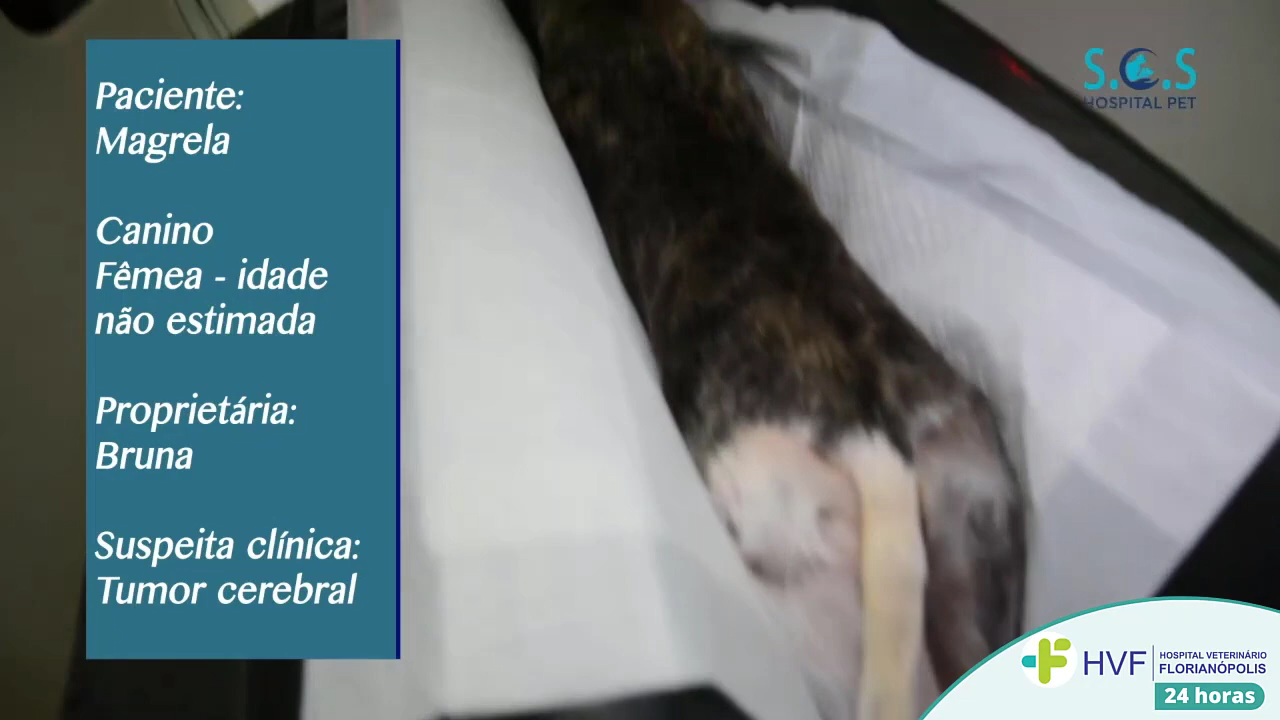 Paciente:
Magrela
Canino
Fêmea - idade
não estimada
Proprietária:
Bruna
Suspeita clínica:
Tumor cerebral
S.O.S
HOSPITAL PET
HVF
HOSPITAL VETERINÁRIO
FLORIANÓPOLIS
24 horas